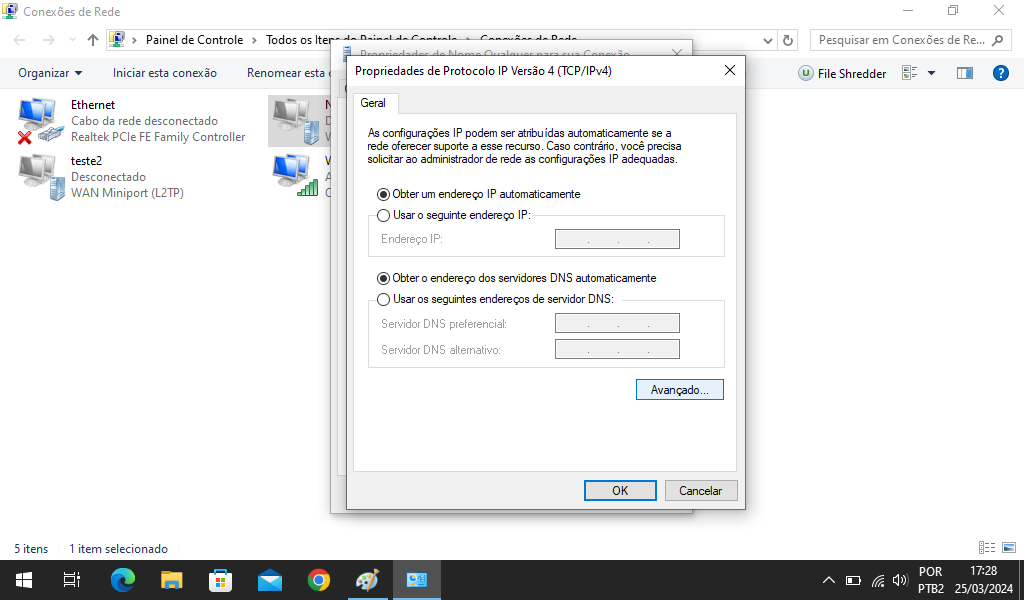 Conexões de Rede
Painel de Controle
Todos os Itens do Painel de Controle
Conexões de Rede
Pesquisar em Conexões de Re...
Organizar
Iniciar esta conexão
Renomear esta
File Shredder
Ethernet
Cabo da rede desconectado
Realtek PCIe FE Family Controller
teste2
Desconectado
WAN Miniport (L2TP)
Propriedades de Nome Qualquer para sua Conexão
Propriedades de Protocolo IP Versão 4 (TCP/IPv4)
Geral
As configurações IP podem ser atribuídas automaticamente se a
rede oferecer suporte a esse recurso. Caso contrário, você precisa
solicitar ao administrador de rede as configurações IP adequadas.
Obter um endereço IP automaticamente
Usar o seguinte endereço IP:
Endereço IP:
Obter o endereço dos servidores DNS automaticamente
Usar os seguintes endereços de servidor DNS:
Servidor DNS preferencial:
Servidor DNS alternativo:
Avançado...
OK
Cancelar
5 itens
1 item selecionado
POR
PTB2
17:28
25/03/2024